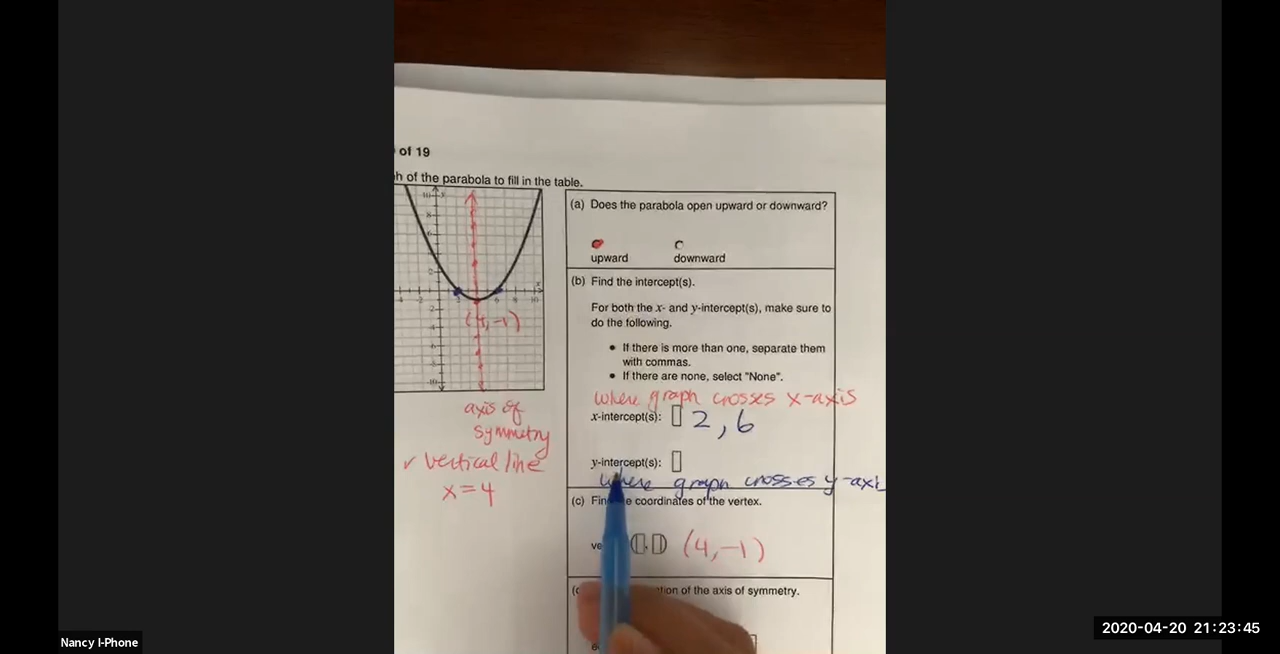 of 19
h of the parabola to fill in the table.
(a) Does the parabola open upward or downward?
upward downward
(b) Find the intercept(s).
For both the x- and y-intercept(s), make sure to
do the following.
• If there is more than one, separate them
with commas.
• If there are none, select "None".
where graph crosses x-axis
x-intercept(s): 2, 6
y-intercept(s):
where graph crosses y-axi
(c) Find e coordinates of the vertex.
ve (4,-1)
tion of the axis of symmetry.
(4,-1)
axis of
symmetry
✓ vertical line
x=4
Nancy I-Phone
2020-04-20 21:23:45